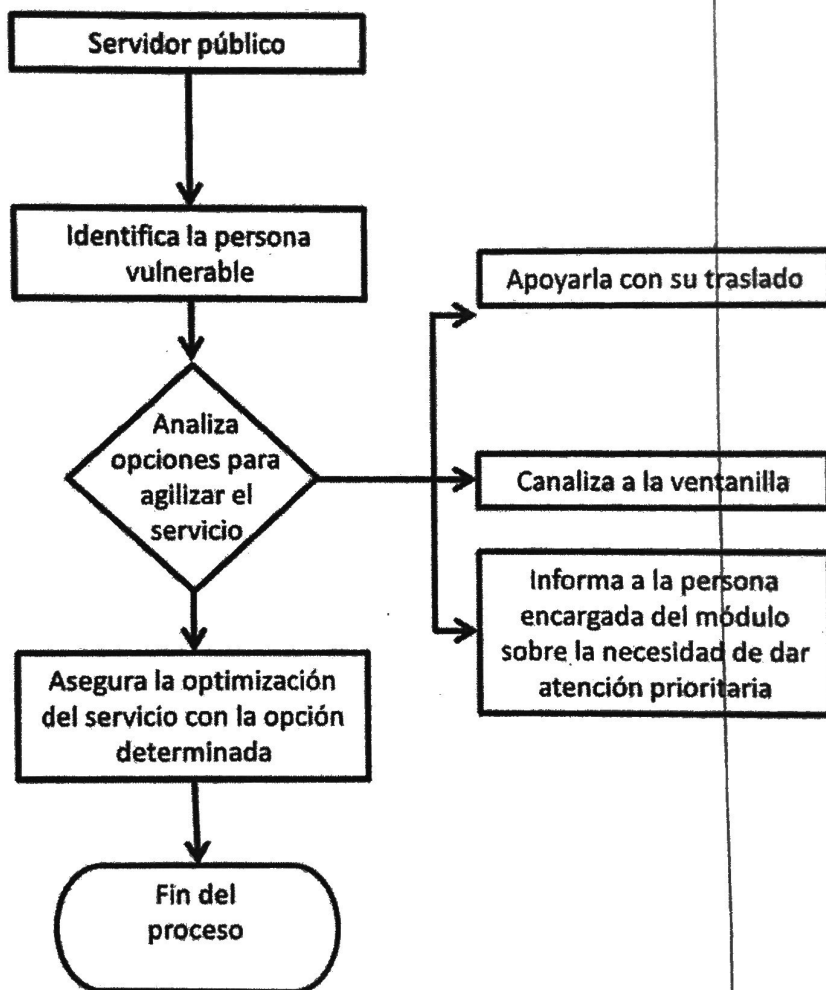 Servidor público
Identifica la persona
vulnerable
Analiza
opciones para
agilizar el
servicio
Apoyarla con su traslado
Canaliza a la ventanilla
Informa a la persona
encargada del módulo
sobre la necesidad de dar
atención prioritaria
Asegura la optimización
del servicio con la opción
determinada
Fin del
proceso